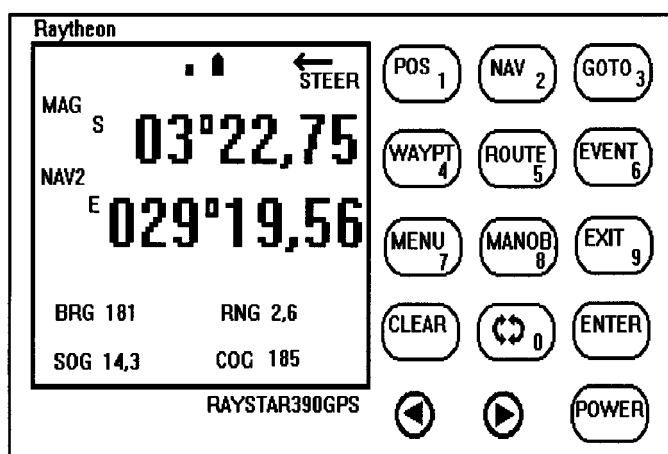 Raytheon
STEER
MAG
S 03°22,75
NAV2
E 029°19,56
BRG 181 RNG 2,6
SOG 14,3 COG 185
RAYSTAR390GPS
POS 1 NAV 2 GOTO 3
WAYPT 4 ROUTE 5 EVENT 6
MENU 7 MANOB 8 EXIT 9
CLEAR 0 ENTER
POWER